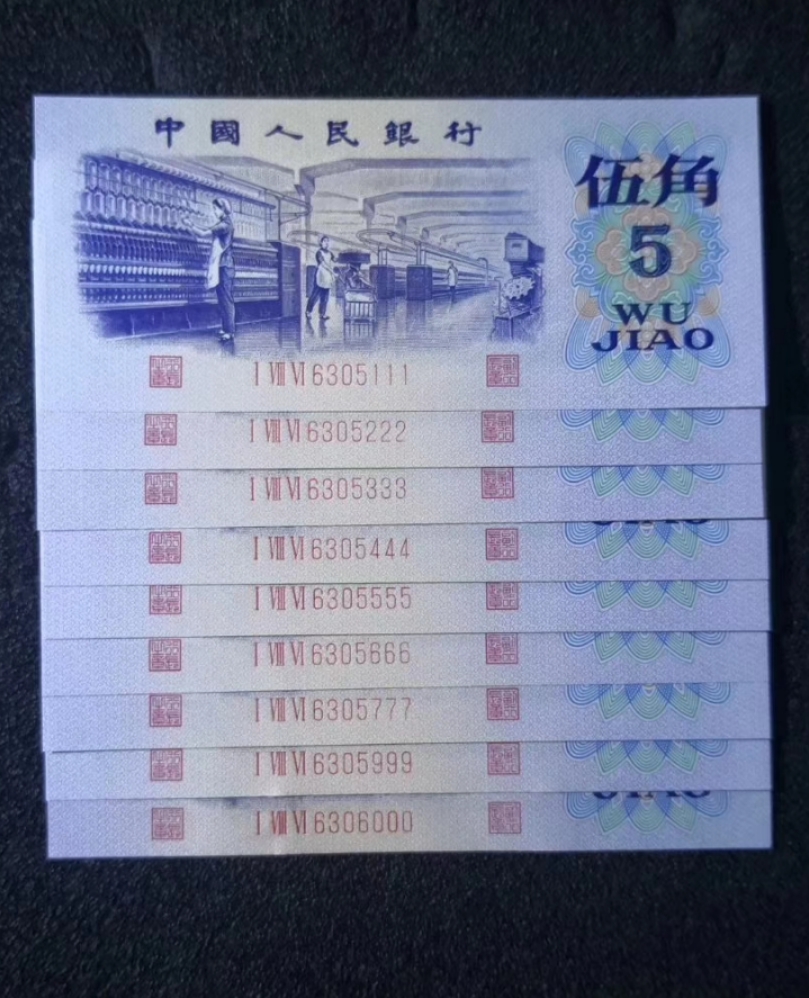 中國人民銀行
伍角
5
WU
JIAO
I VIII VI 6305111
I VIII VI 6305222
I VIII VI 6305333
I VIII VI 6305444
I VIII VI 6305555
I VIII VI 6305666
I VIII VI 6305777
I VIII VI 6305999
I VIII VI 6306000